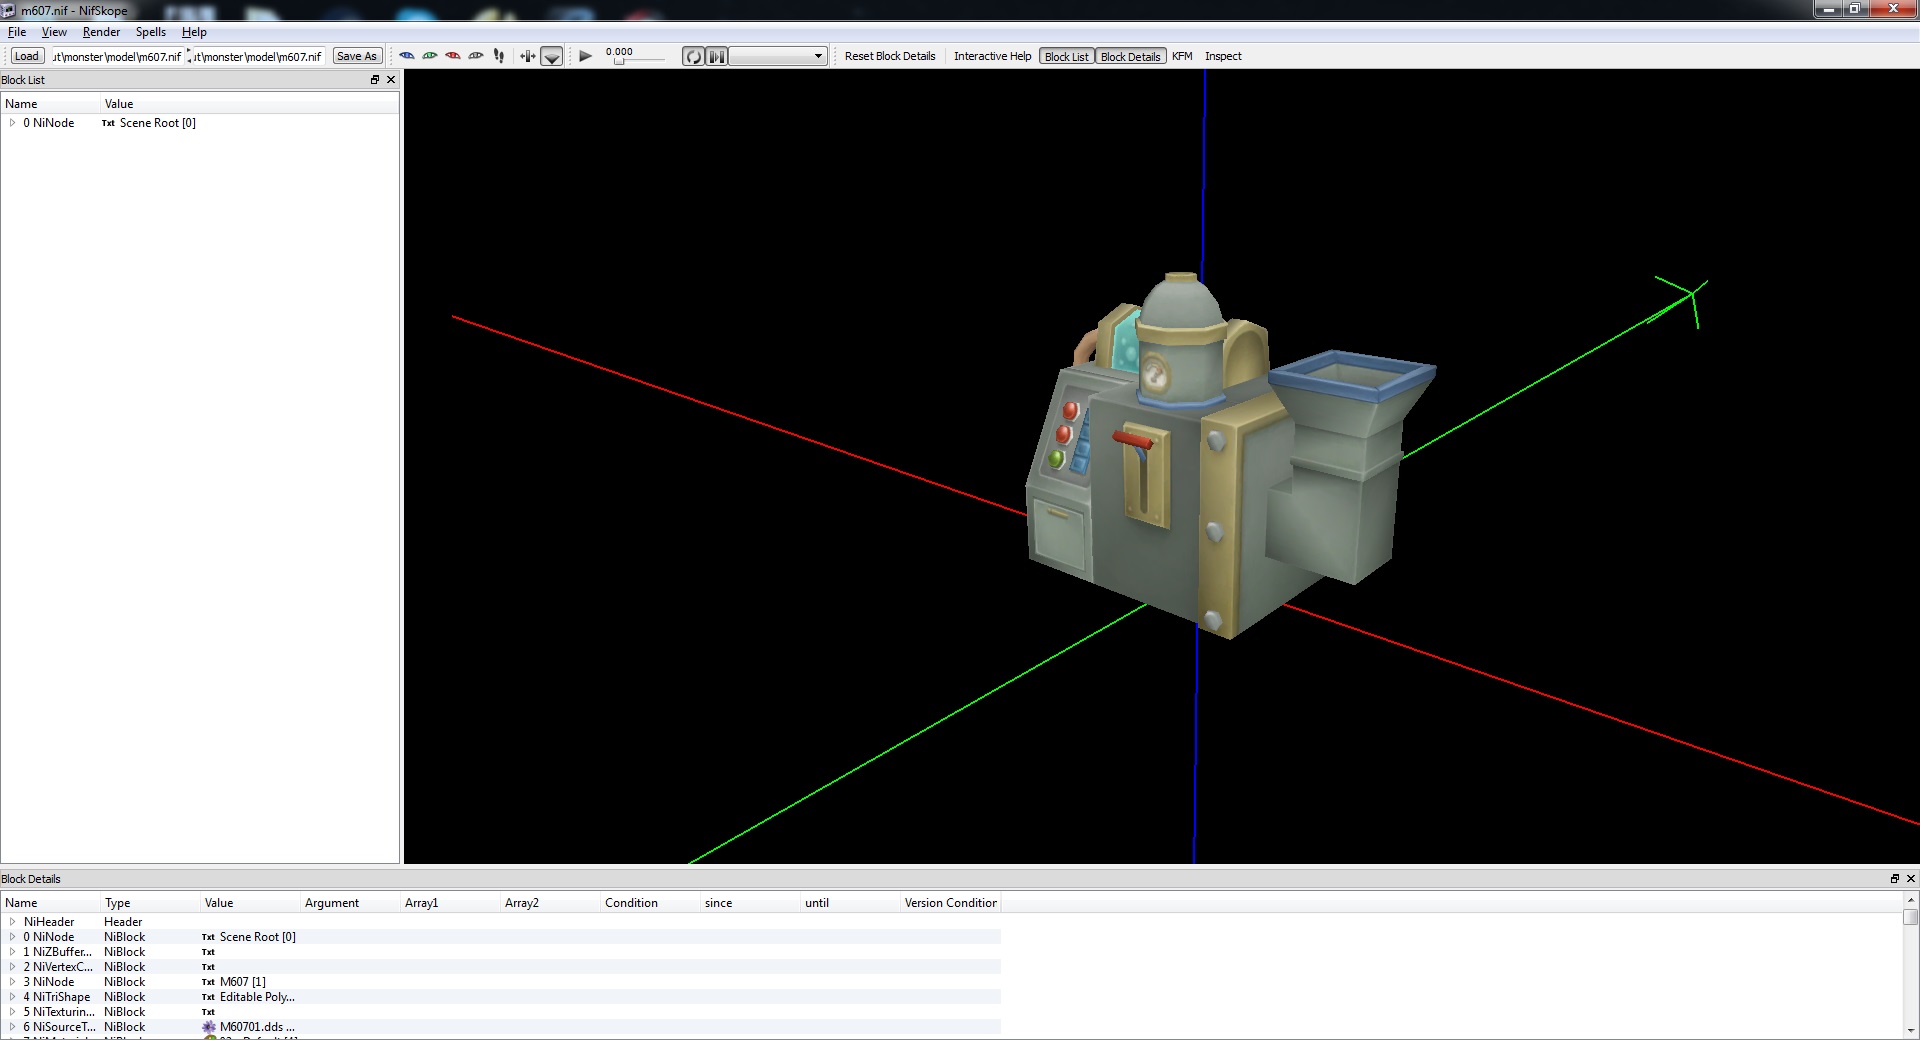 m607.nif - NifSkope
File View Render Spells Help
Load ut\monster\model\m607.nif ıt\monster\model\m607.nif Save As 0.000 Reset Block Details Interactive Help Block List Block Details KFM Inspect
Block List
Name Value
0 NiNode Txt Scene Root [0]
Block Details
Name Type Value Argument Array1 Array2 Condition since until Version Condition
NiHeader Header
0 NiNode NiBlock Txt Scene Root [0]
1 NiZBuffer... NiBlock Txt
2 NiVertexC... NiBlock Txt
3 NiNode NiBlock Txt M607 [1]
4 NiTriShape NiBlock Txt Editable Poly...
5 NiTexturin... NiBlock Txt
6 NiSourceT... NiBlock M60701.dds ...